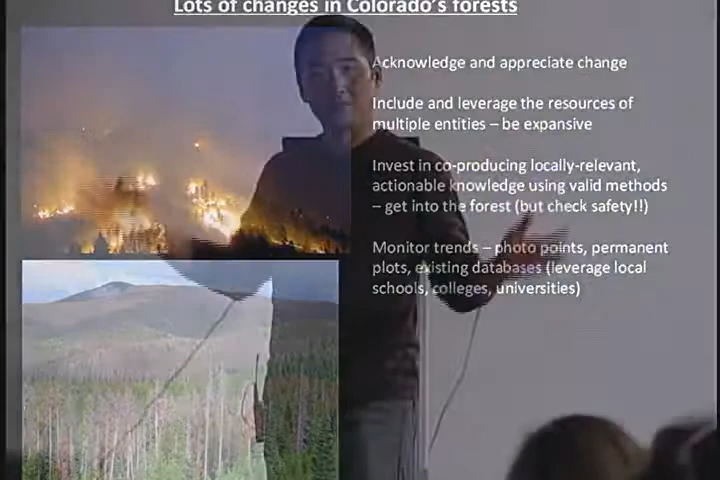 Lots of changes in Colorado's forests
Acknowledge and appreciate change
Include and leverage the resources of
multiple entities – be expansive
Invest in co-producing locally-relevant,
actionable knowledge using valid methods
– get into the forest (but check safety!!)
Monitor trends – photo points, permanent
plots, existing databases (leverage local
schools, colleges, universities)